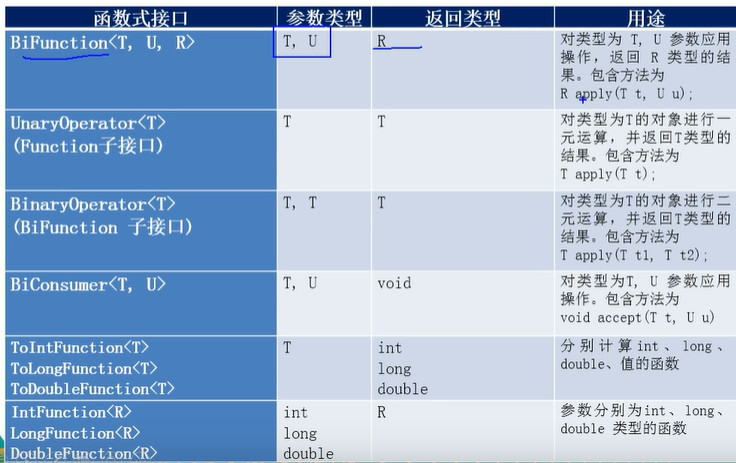 函数式接口 参数类型 返回类型 用途
BiFunction<T, U, R> T, U R 对类型为 T, U 参数应用
操作, 返回 R 类型的结
果。包含方法为
R apply(T t, U u);
UnaryOperator<T> T T 对类型为T的对象进行一
(Function子接口) 元运算, 并返回T类型的
结果。包含方法为
T apply(T t);
BinaryOperator<T> T, T T 对类型为T的对象进行二
(BiFunction 子接口) 元运算, 并返回T类型的
结果。包含方法为
T apply(T t1, T t2);
BiConsumer<T, U> T, U void 对类型为T, U 参数应用
操作。包含方法为
void accept(T t, U u)
ToIntFunction<T> T int 分别计算int、long、
ToLongFunction<T> long double、值的函数
ToDoubleFunction<T> double
IntFunction<R> int R 参数分别为int、long、
LongFunction<R> long double 类型的函数
DoubleFunction<R> double